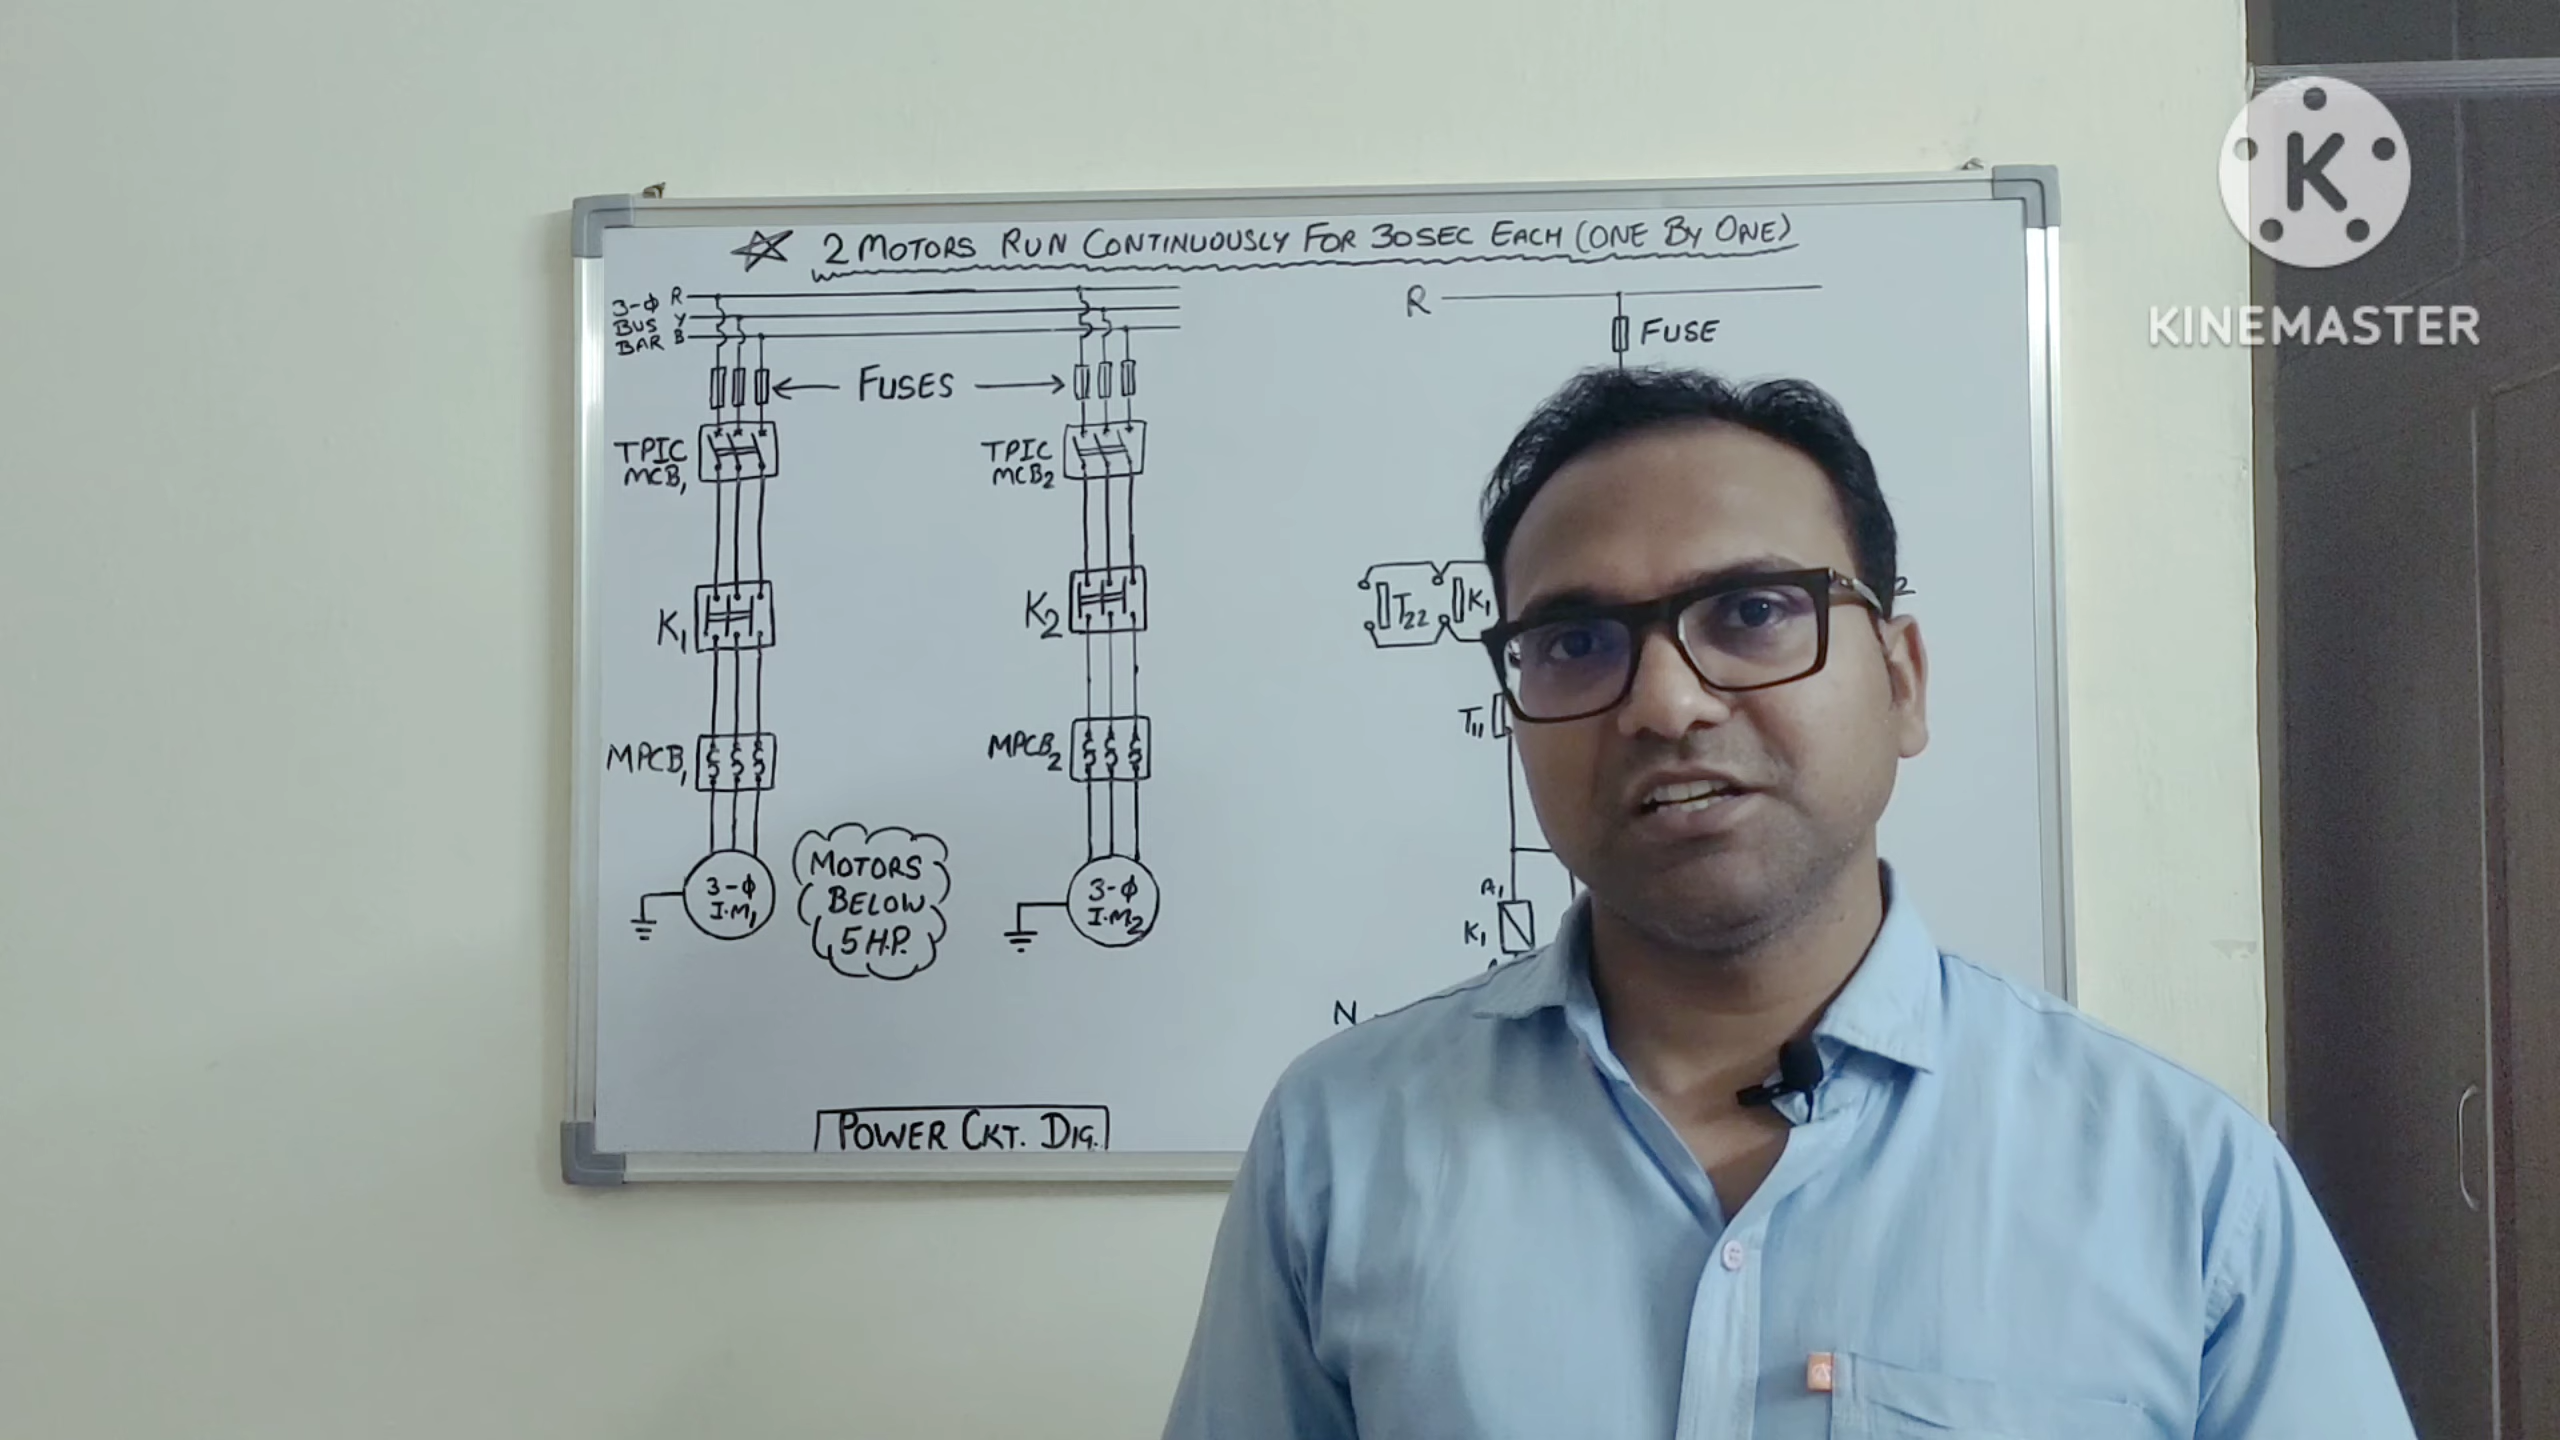 2 MOTORS RUN CONTINUOUSLY FOR 30SEC EACH (ONE BY ONE)
3-Φ R
BUS Y
BAR B
FUSES
TPIC
MCB1
TPIC
MCB2
K1
K2
MPCB1
MPCB2
3-Φ
I.M1
MOTORS
BELOW
5 H.P.
3-Φ
I.M2
POWER CKT. DIG.
R
FUSE
T22
K1
2
T11
A1
K1
N
K
KINEMASTER